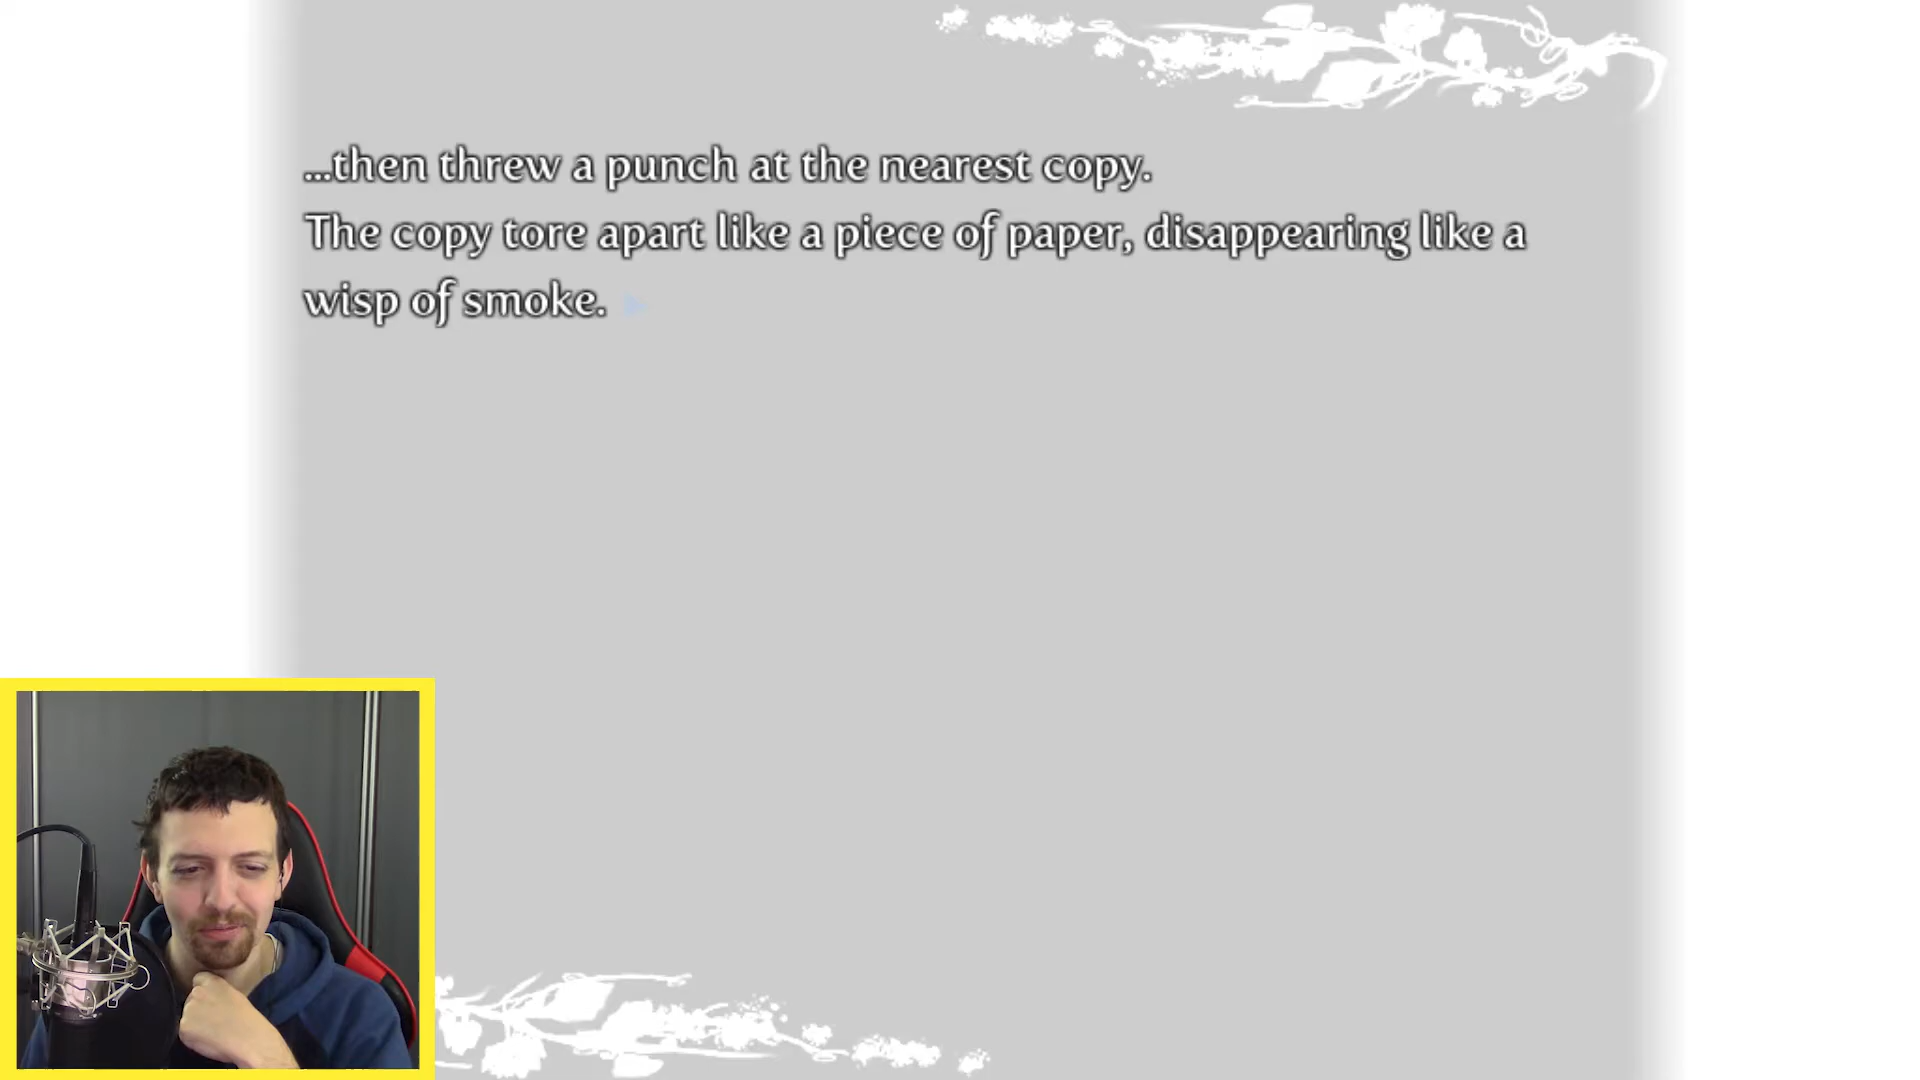 ...then threw a punch at the nearest copy.
The copy tore apart like a piece of paper, disappearing like a
wisp of smoke.